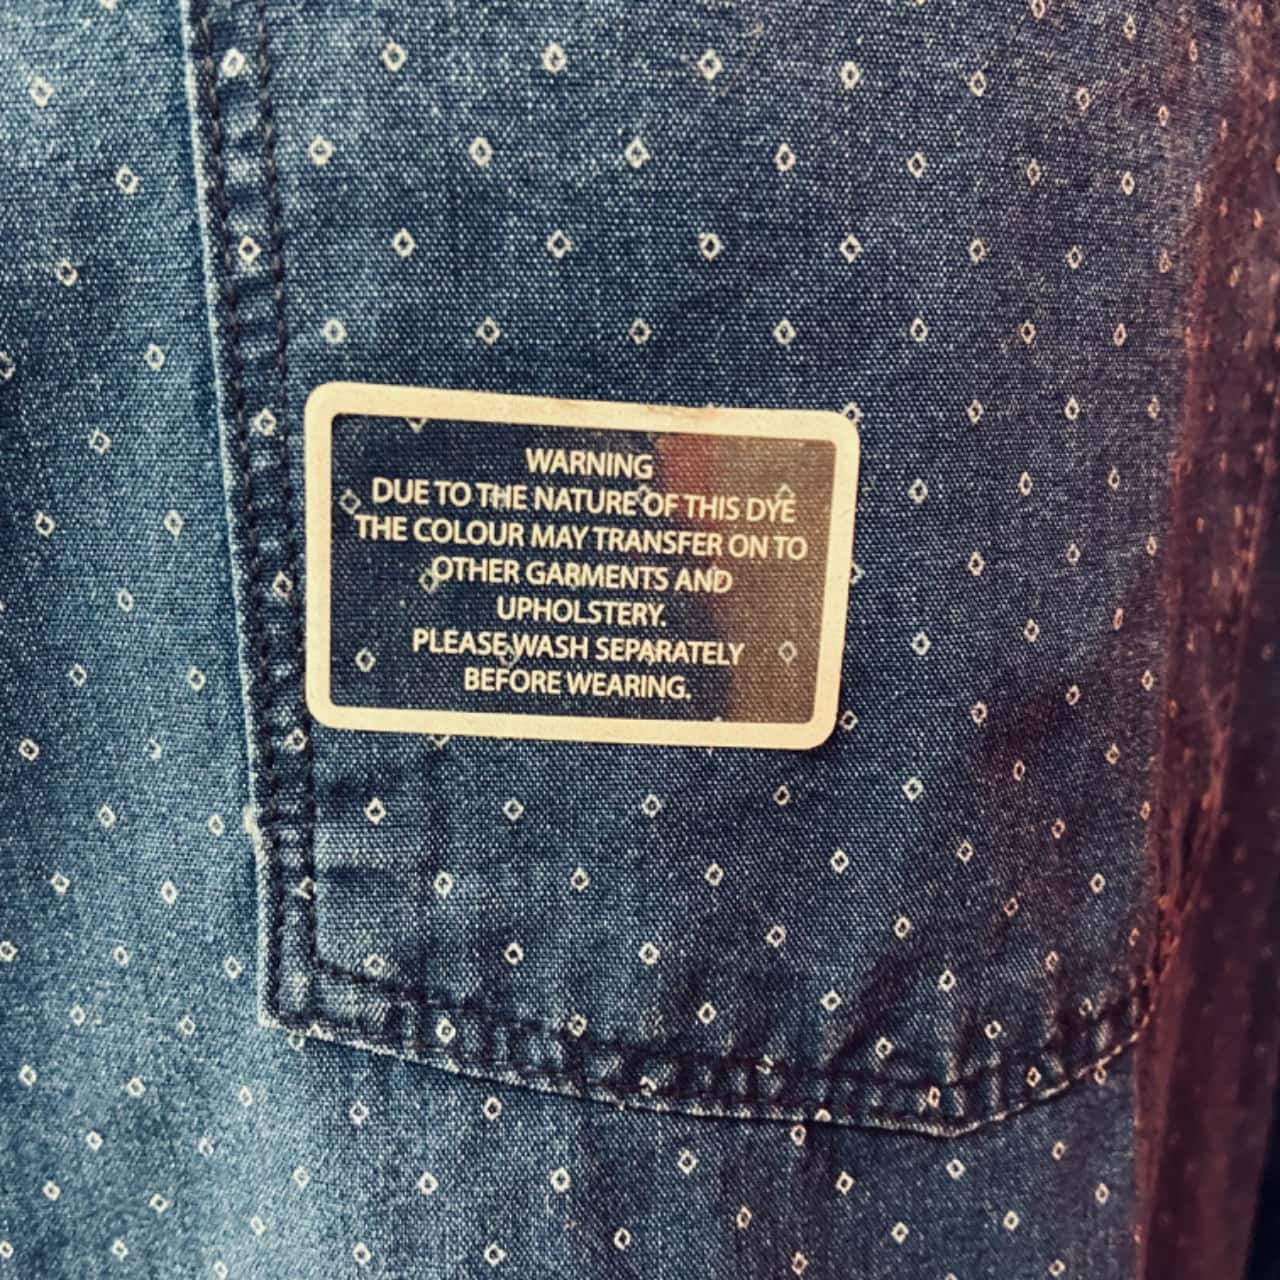 WARNING
DUE TO THE NATURE OF THIS DYE
THE COLOUR MAY TRANSFER ON TO
OTHER GARMENTS AND
UPHOLSTERY.
PLEASE WASH SEPARATELY
BEFORE WEARING.